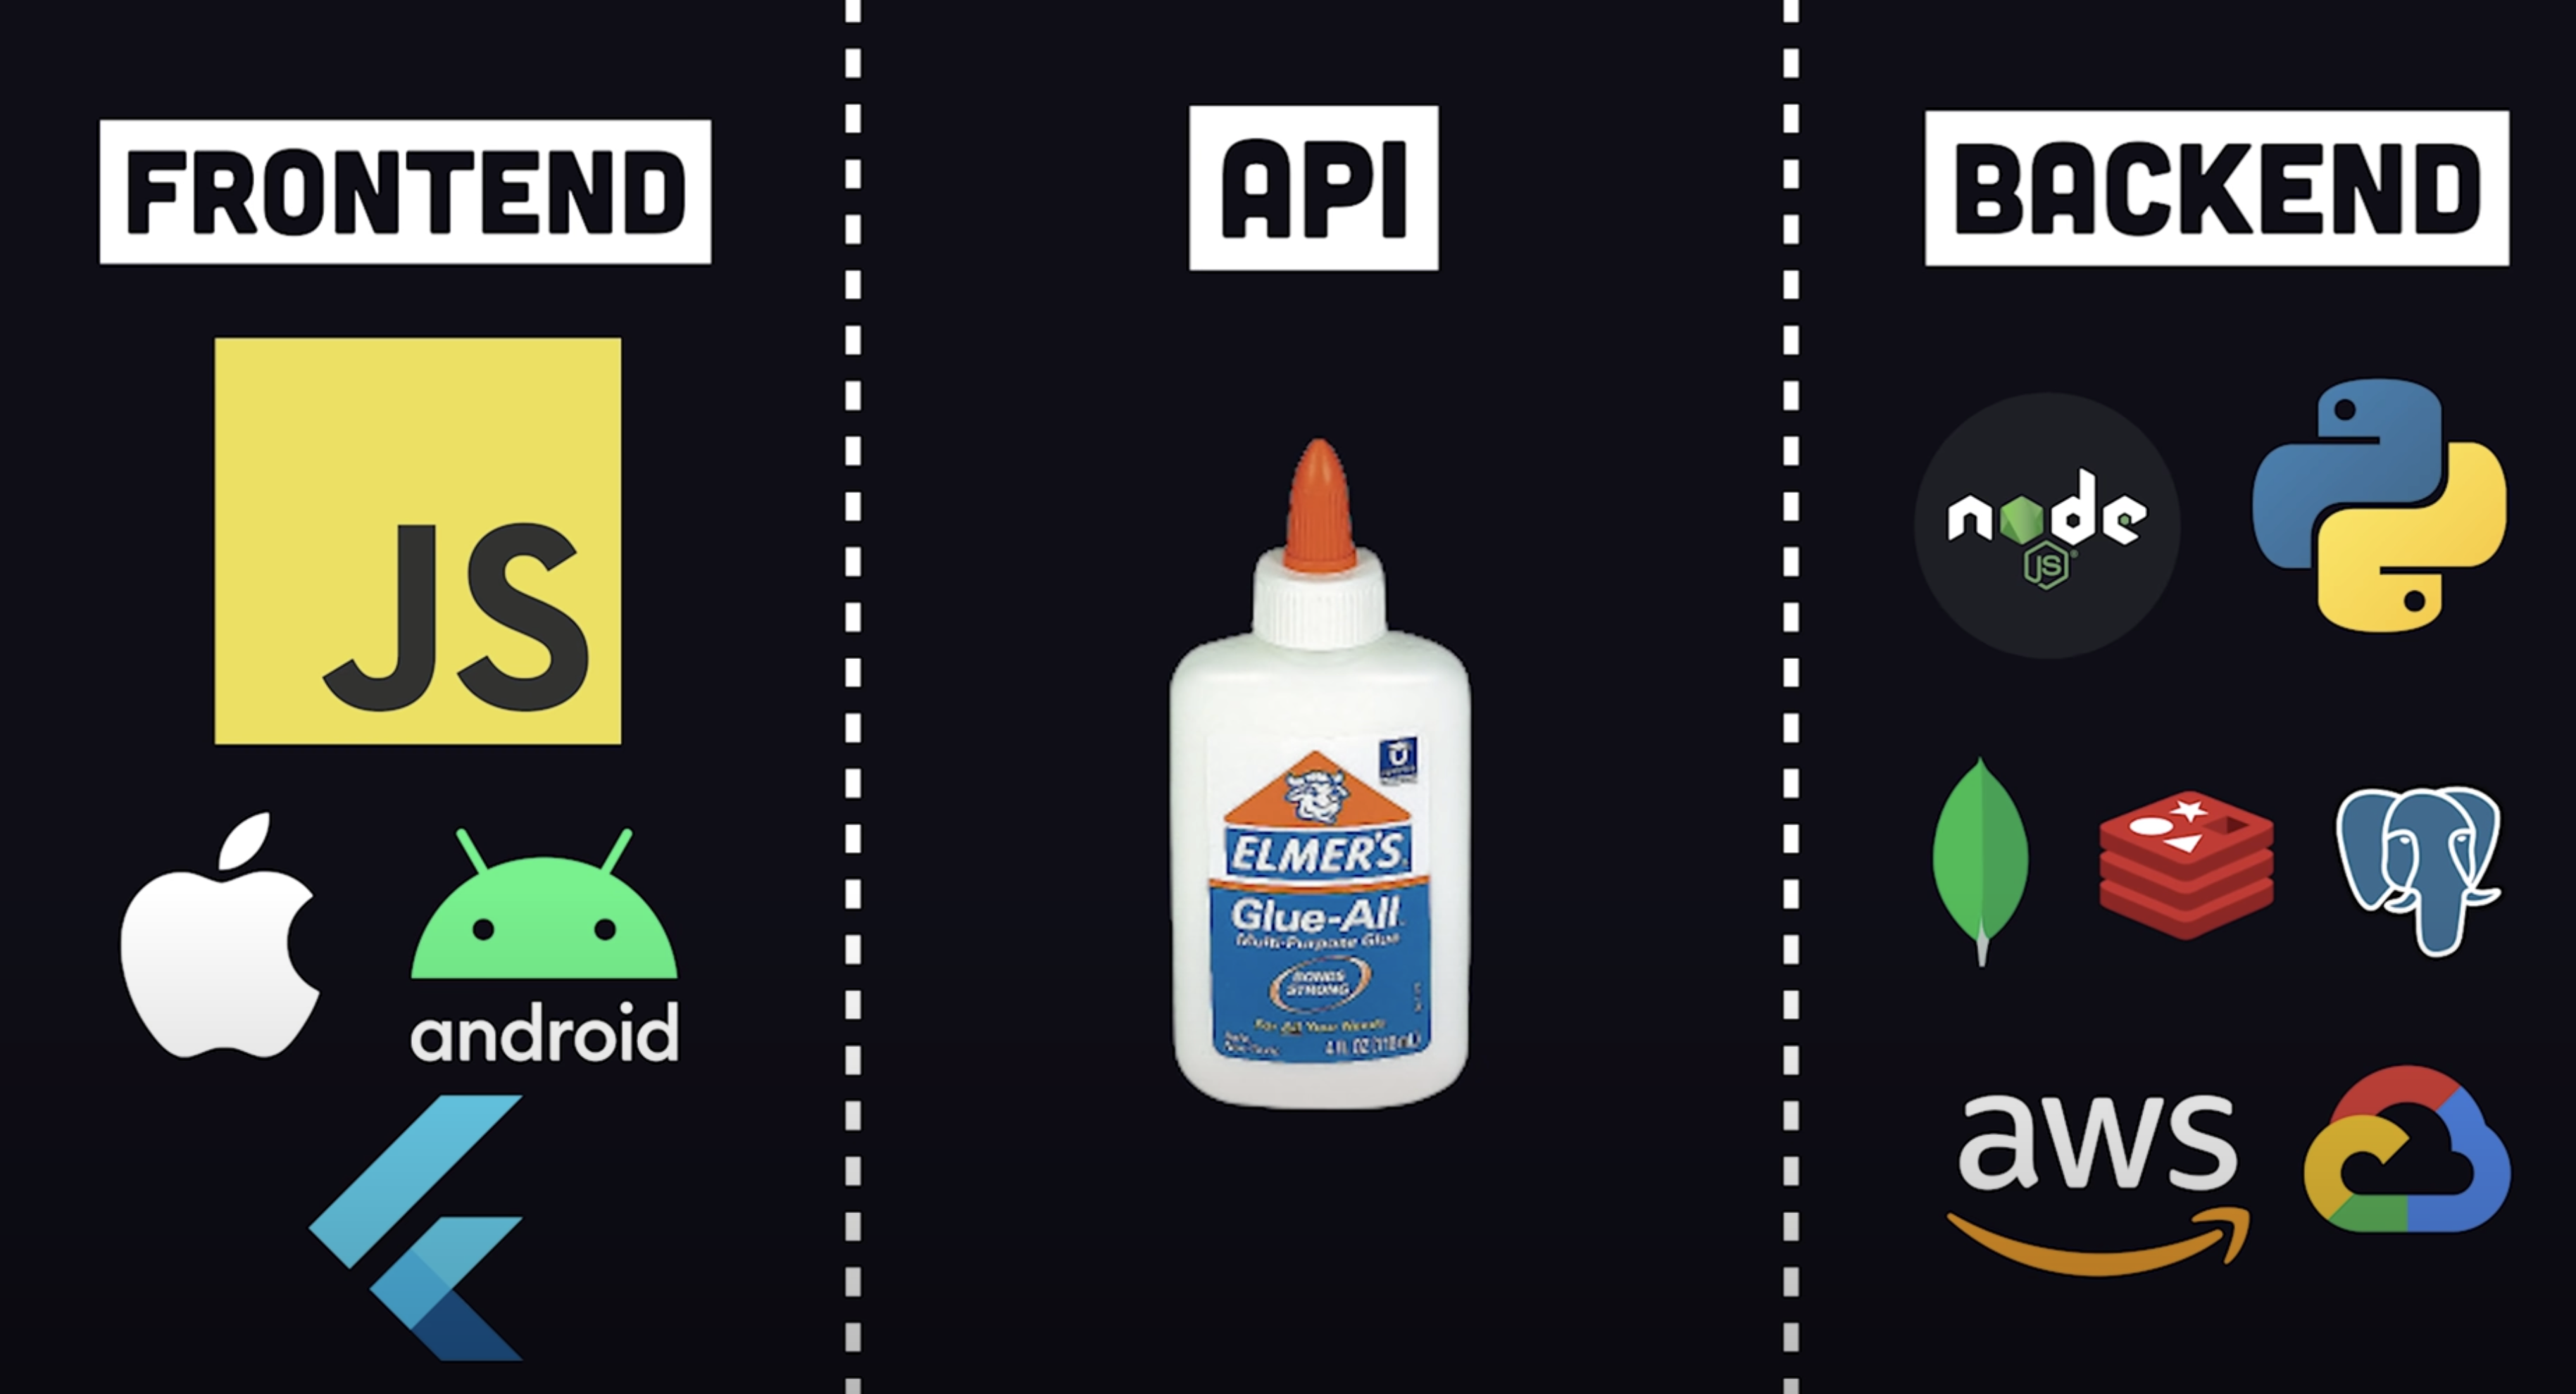 FRONTEND
API
BACKEND
JS
node
JS
android
ELMER'S
Glue-All
Multi-Purpose Glue
BONDS
STRONG
For All Your Needs
4 FL OZ (118 mL)
aws